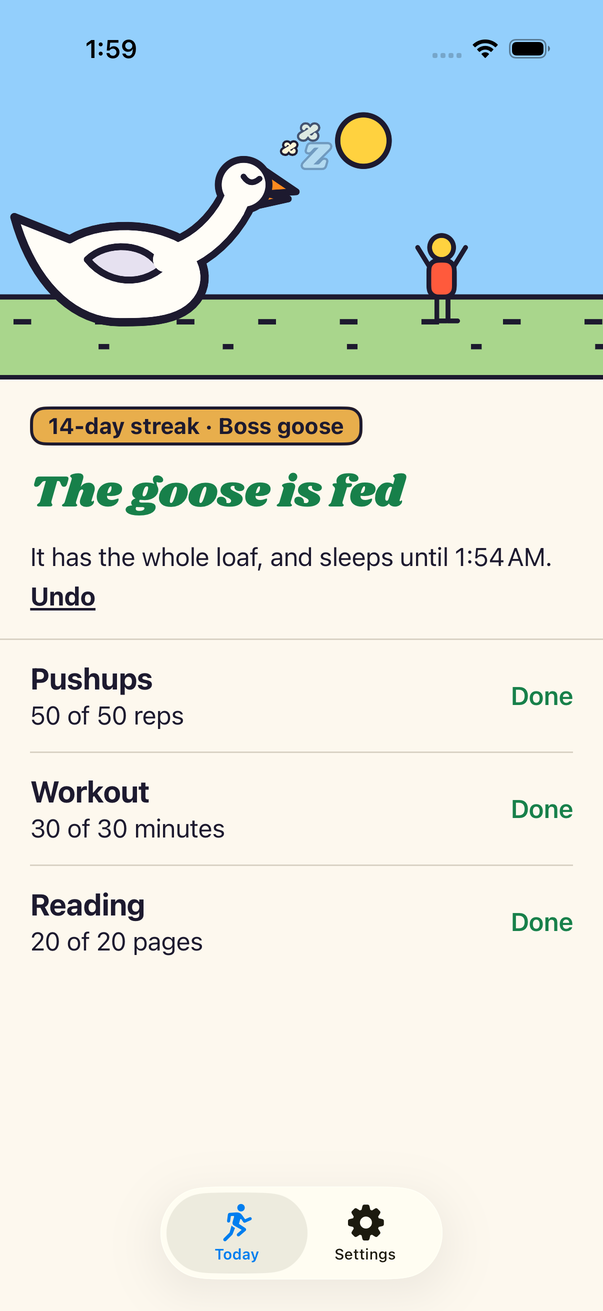 1:59
Z
14-day streak · Boss goose
The goose is fed
It has the whole loaf, and sleeps until 1:54 AM.
Undo
Pushups
50 of 50 reps
Done
Workout
30 of 30 minutes
Done
Reading
20 of 20 pages
Done
Today
Settings